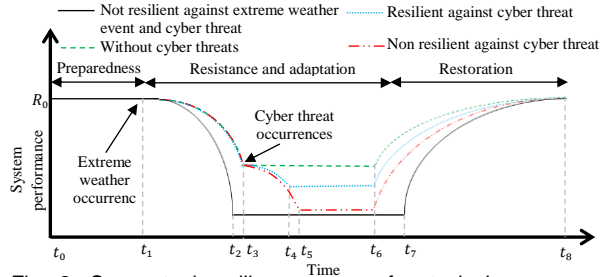 Not resilient against extreme weather
event and cyber threat
Resilient against cyber threat
Without cyber threats
Non resilient against cyber threat
Preparedness
Resistance and adaptation
Restoration
R0
Cyber threat
occurrences
Extreme
weather
occurrenc
System
performance
t0
t1
t2
t3
t4
t5
t6
t7
t8
Time